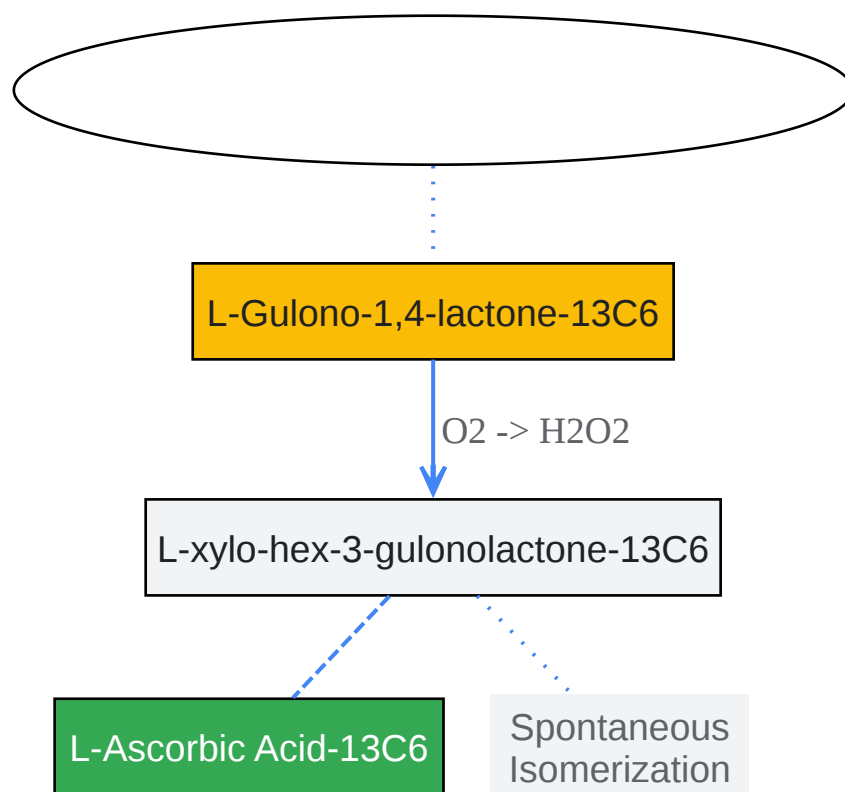 L-Gulono-1,4-lactone-13C6
O2 -> H2O2
L-xylo-hex-3-gulonolactone-13C6
L-Ascorbic Acid-13C6
Spontaneous
Isomerization